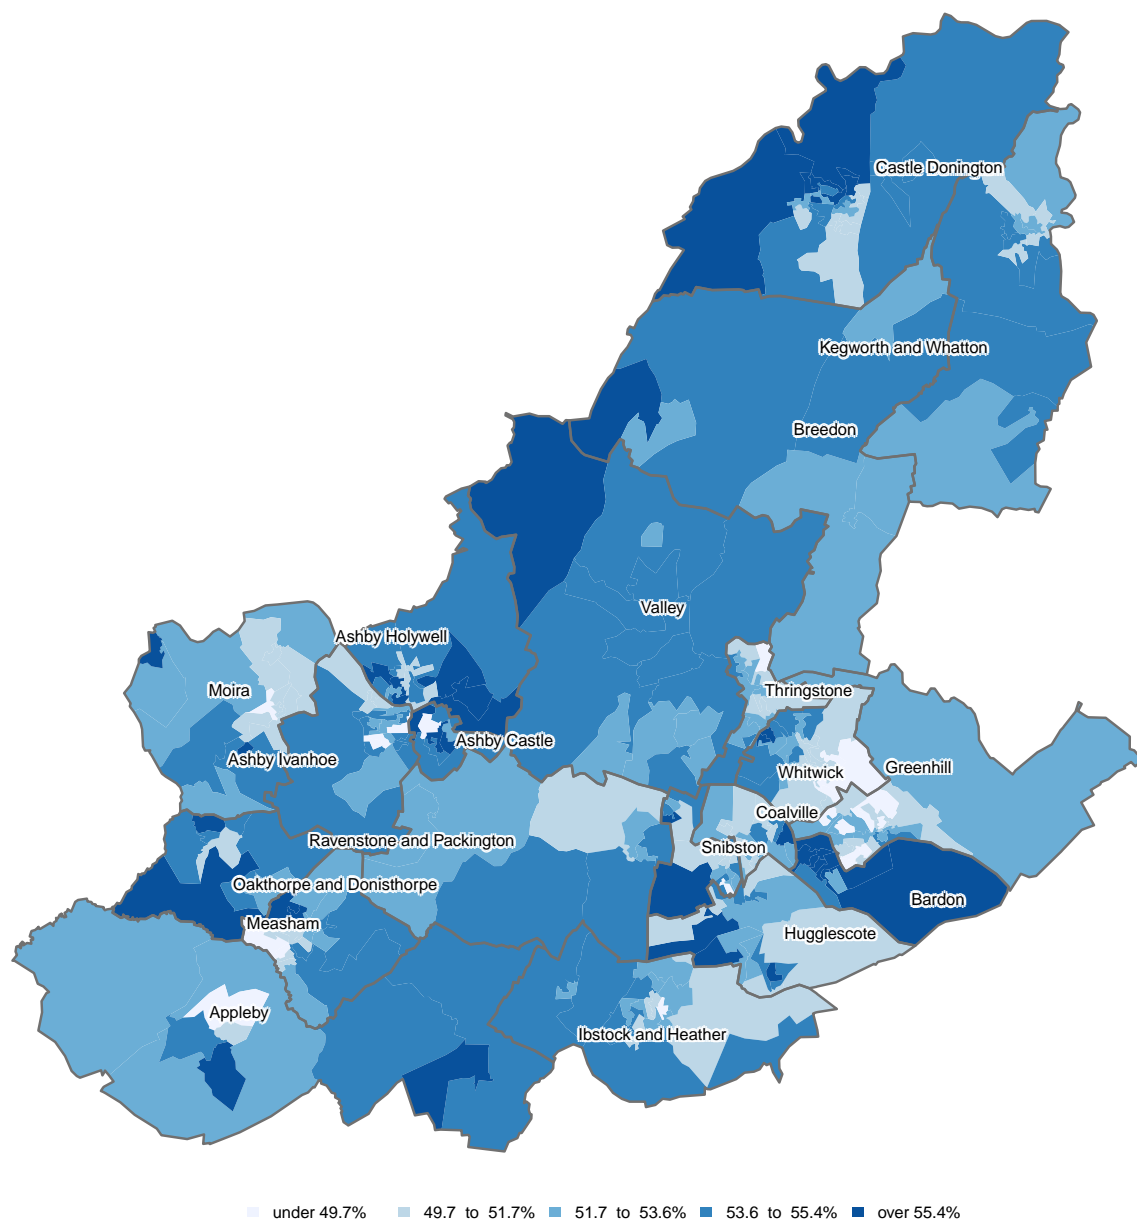 Castle Donington
Kegworth and Whatton
Breedon
Valley
Ashby Holywell
Moira
Thringstone
Ashby Castle
Ashby Ivanhoe
Whitwick
Greenhill
Coalville
Ravenstone and Packington
Snibston
Oakthorpe and Donisthorpe
Bardon
Measham
Hugglescote
Appleby
Ibstock and Heather
under 49.7% 49.7 to 51.7% 51.7 to 53.6% 53.6 to 55.4% over 55.4%